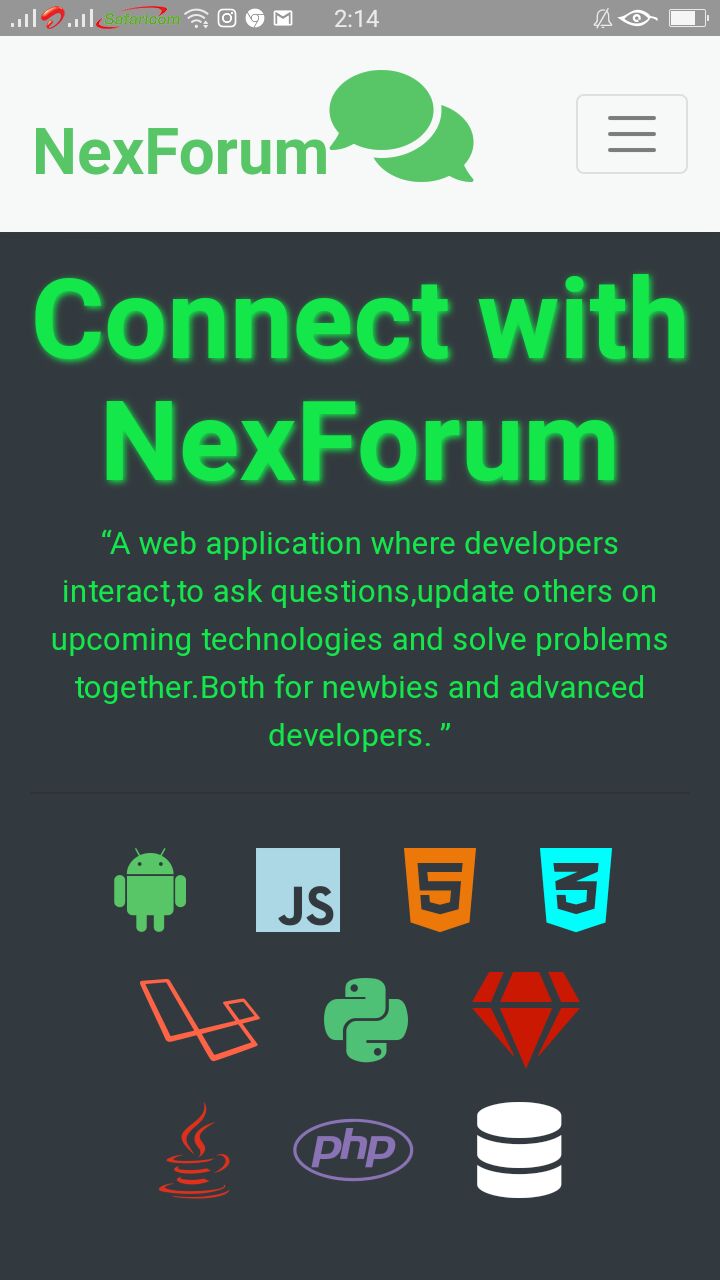 Safaricom 2:14
NexForum
Connect with
NexForum
“A web application where developers
interact,to ask questions,update others on
upcoming technologies and solve problems
together.Both for newbies and advanced
developers. ”
JS 5 3
php